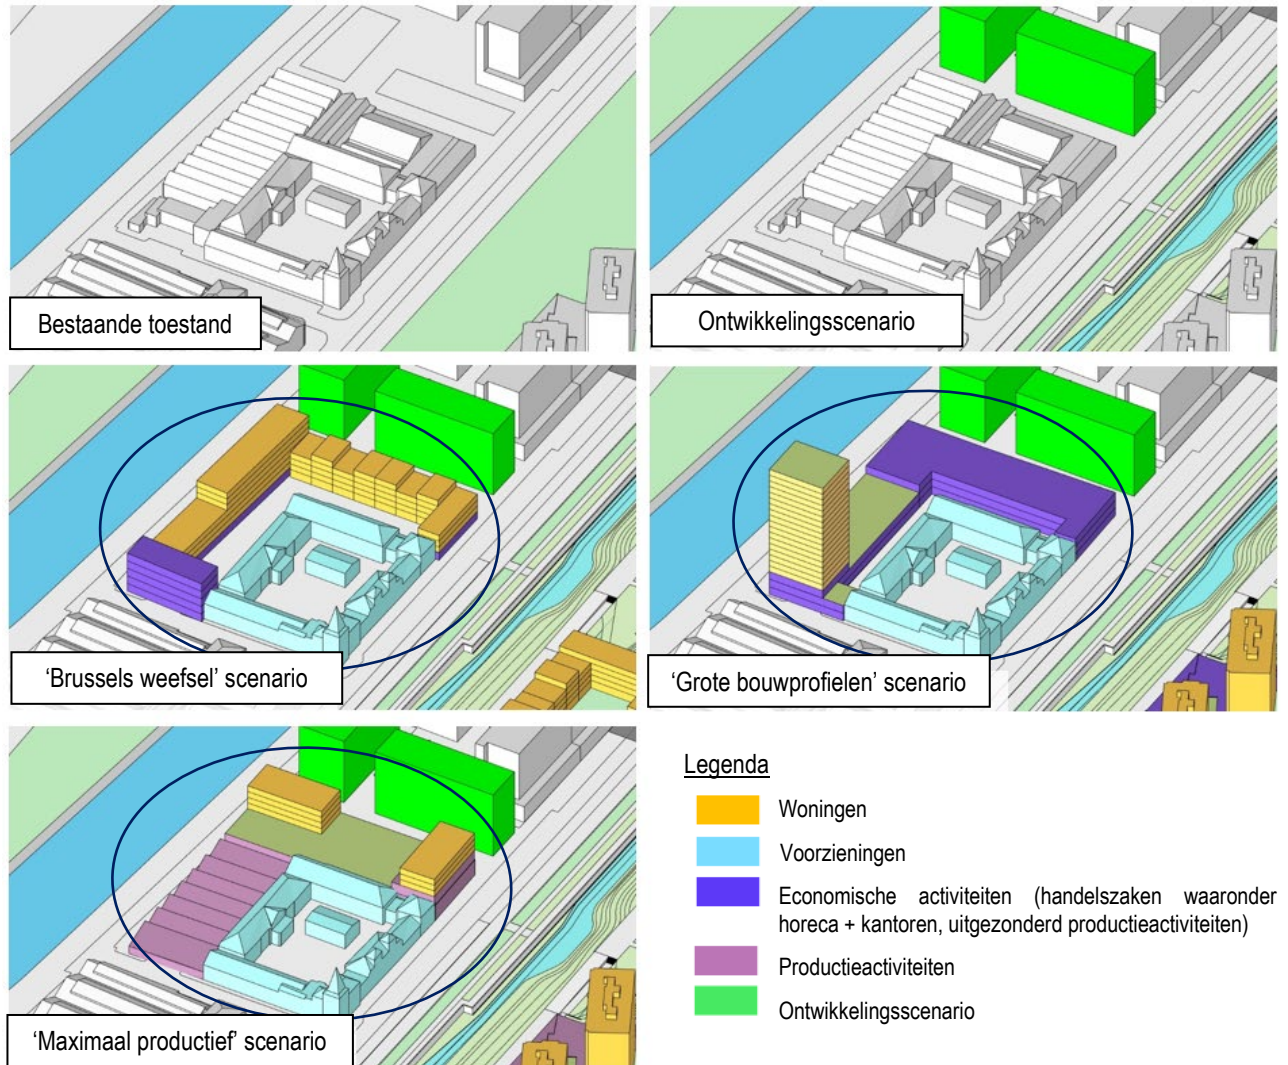 Bestaande toestand
Ontwikkelingsscenario
‘Brussels weefsel’ scenario
‘Grote bouwprofielen’ scenario
‘Maximaal productief’ scenario
Legenda
Woningen
Voorzieningen
Economische activiteiten (handelszaken waaronder
horeca + kantoren, uitgezonderd productieactiviteiten)
Productieactiviteiten
Ontwikkelingsscenario